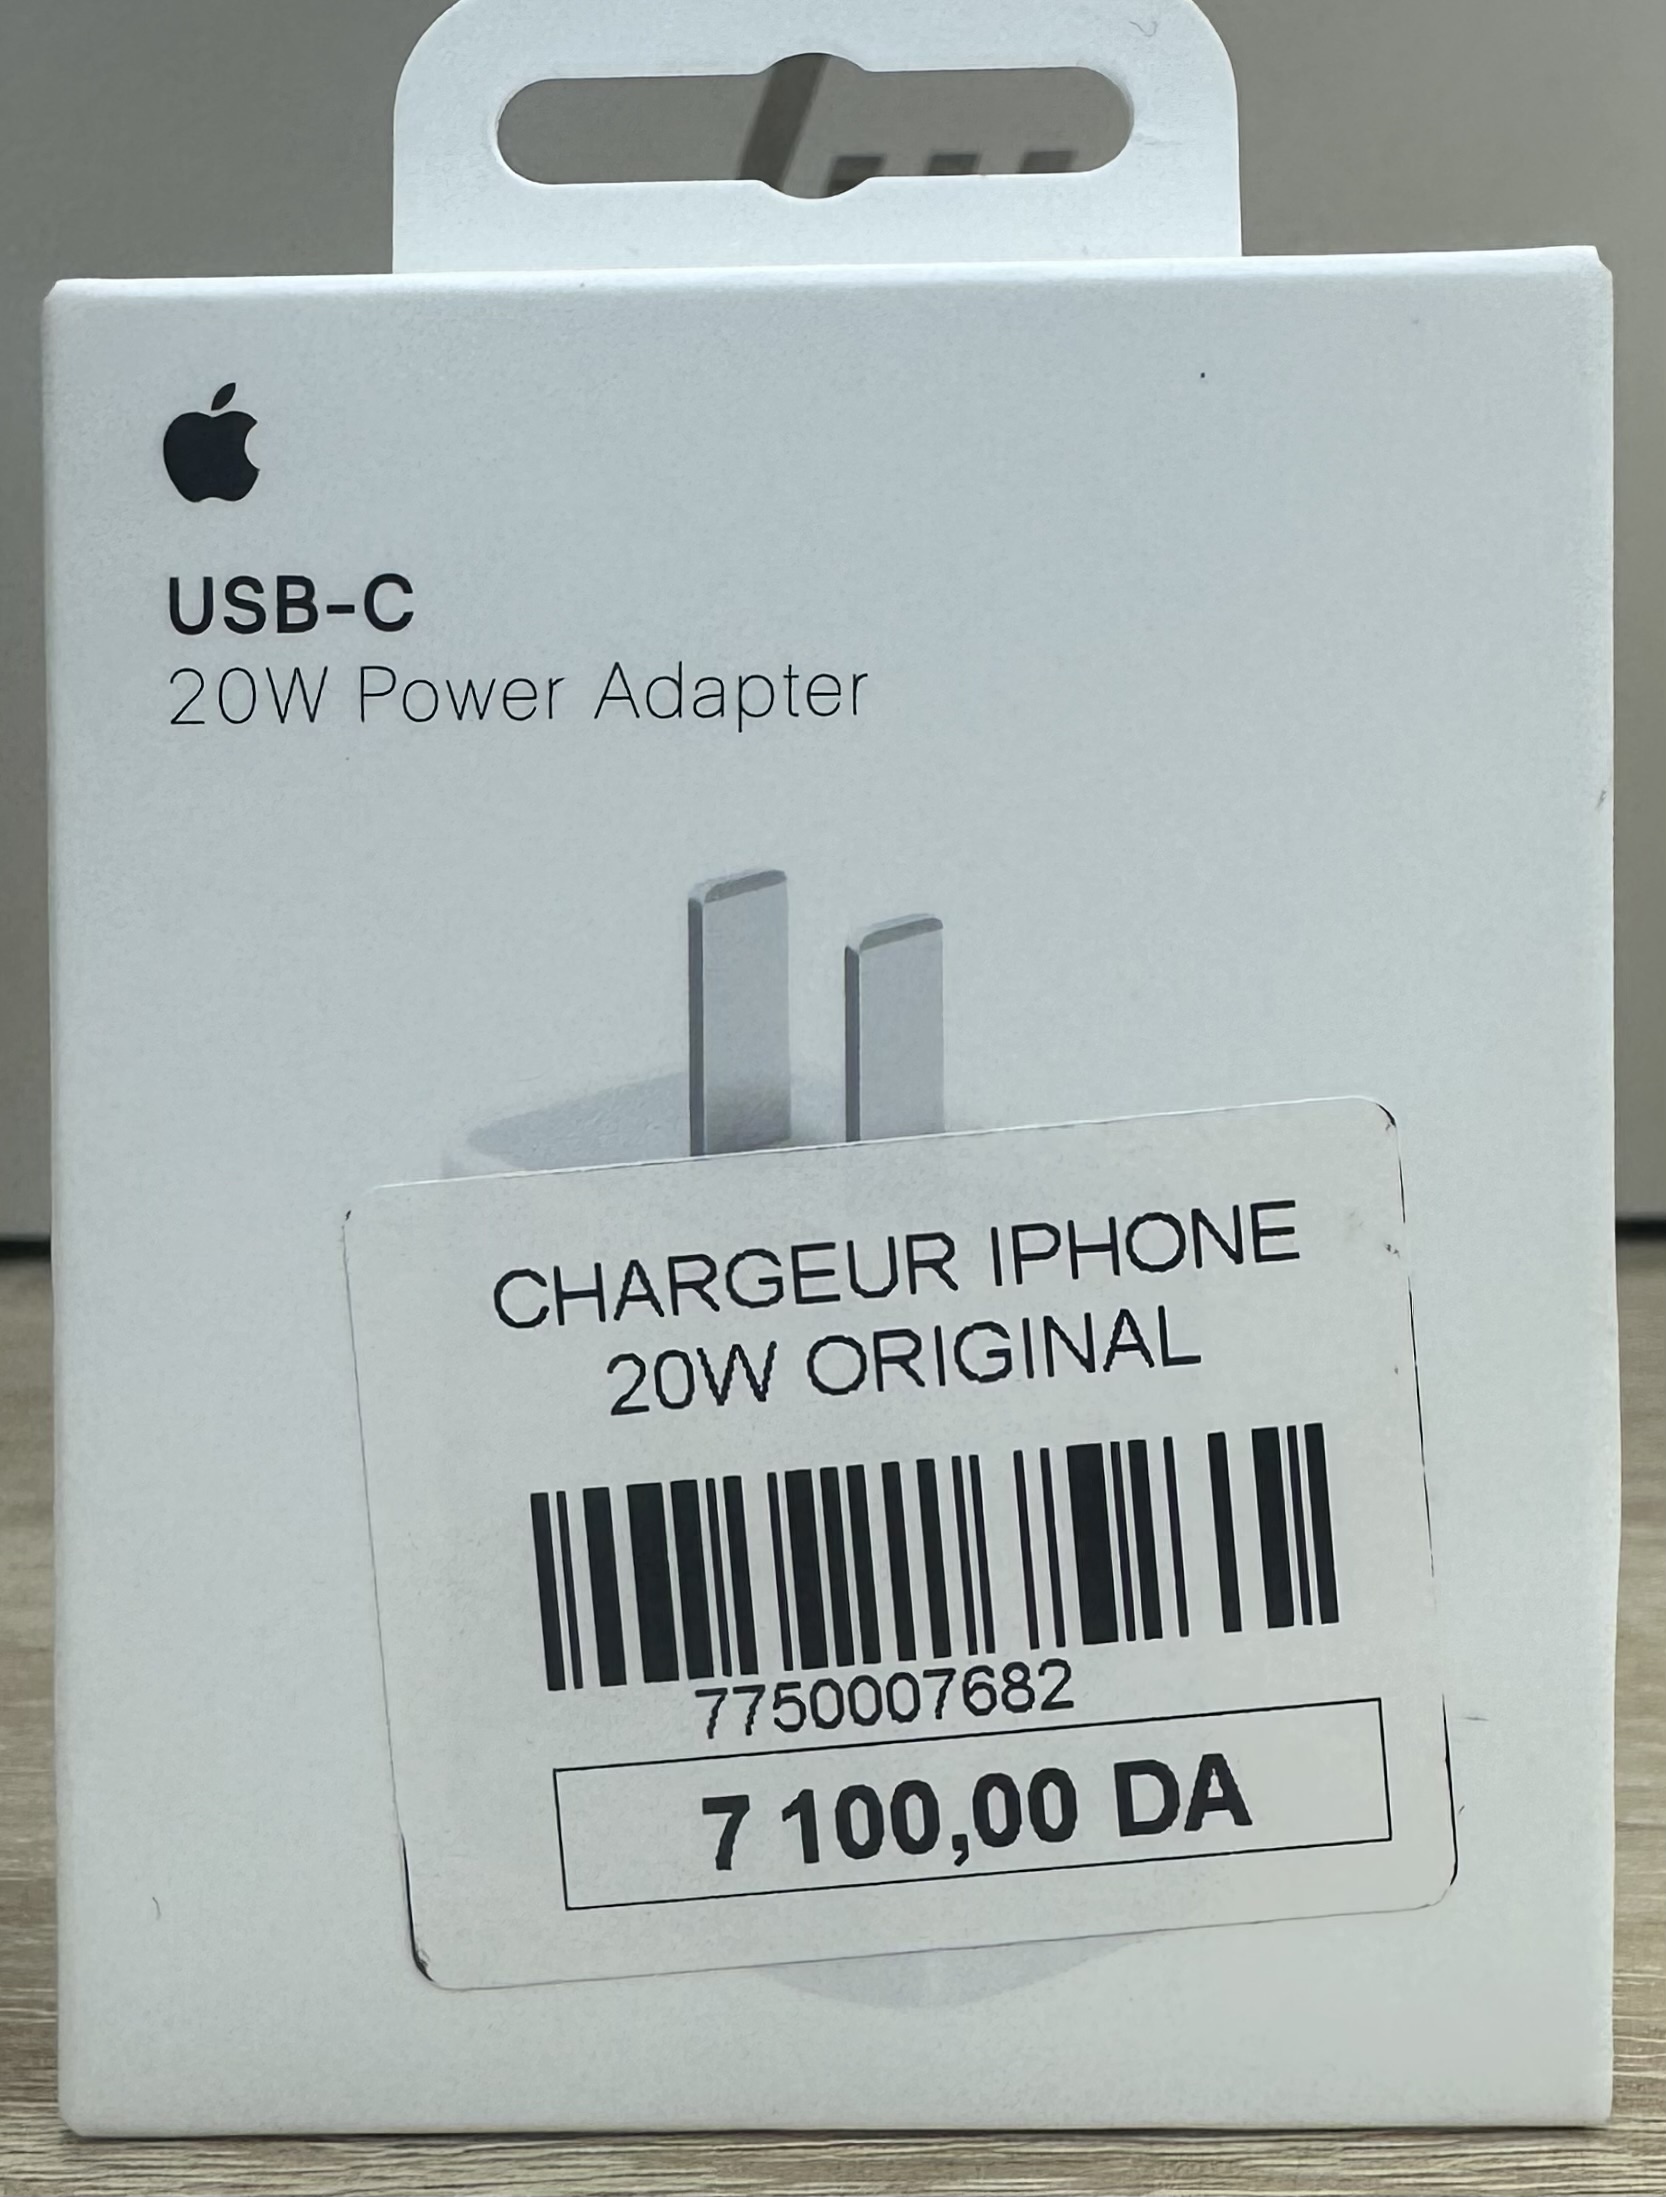 USB-C
20W Power Adapter
CHARGEUR IPHONE
20W ORIGINAL
7750007682
7 100,00 DA